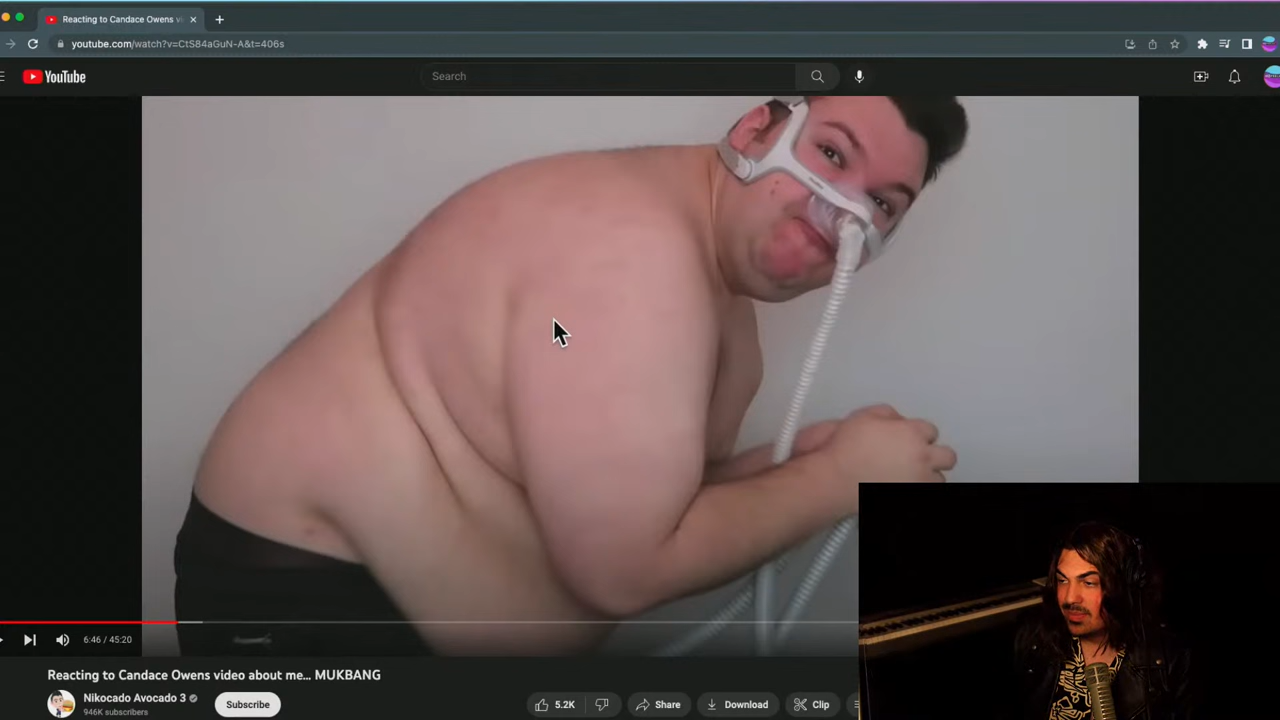 Reacting to Candace Owens vi
youtube.com/watch?v=CtS84aGuN-A&t=406s
YouTube
Search
6:46 / 45:20
Reacting to Candace Owens video about me... MUKBANG
Nikocado Avocado 3
946K subscribers
Subscribe
5.2K
Share
Download
Clip